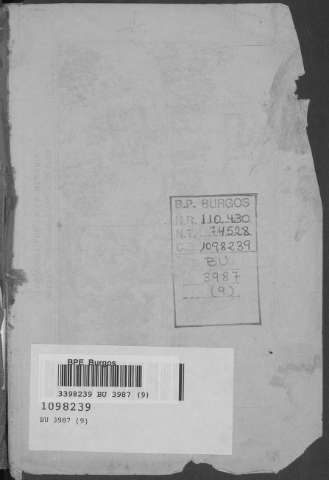 B.P. BURGOS
N.R. 110.430
N.T. 74528
C.B. 1098239
BU
3987
(9)
BPE Burgos
3398239 BU 3987 (9)
1098239
BU 3987 (9)